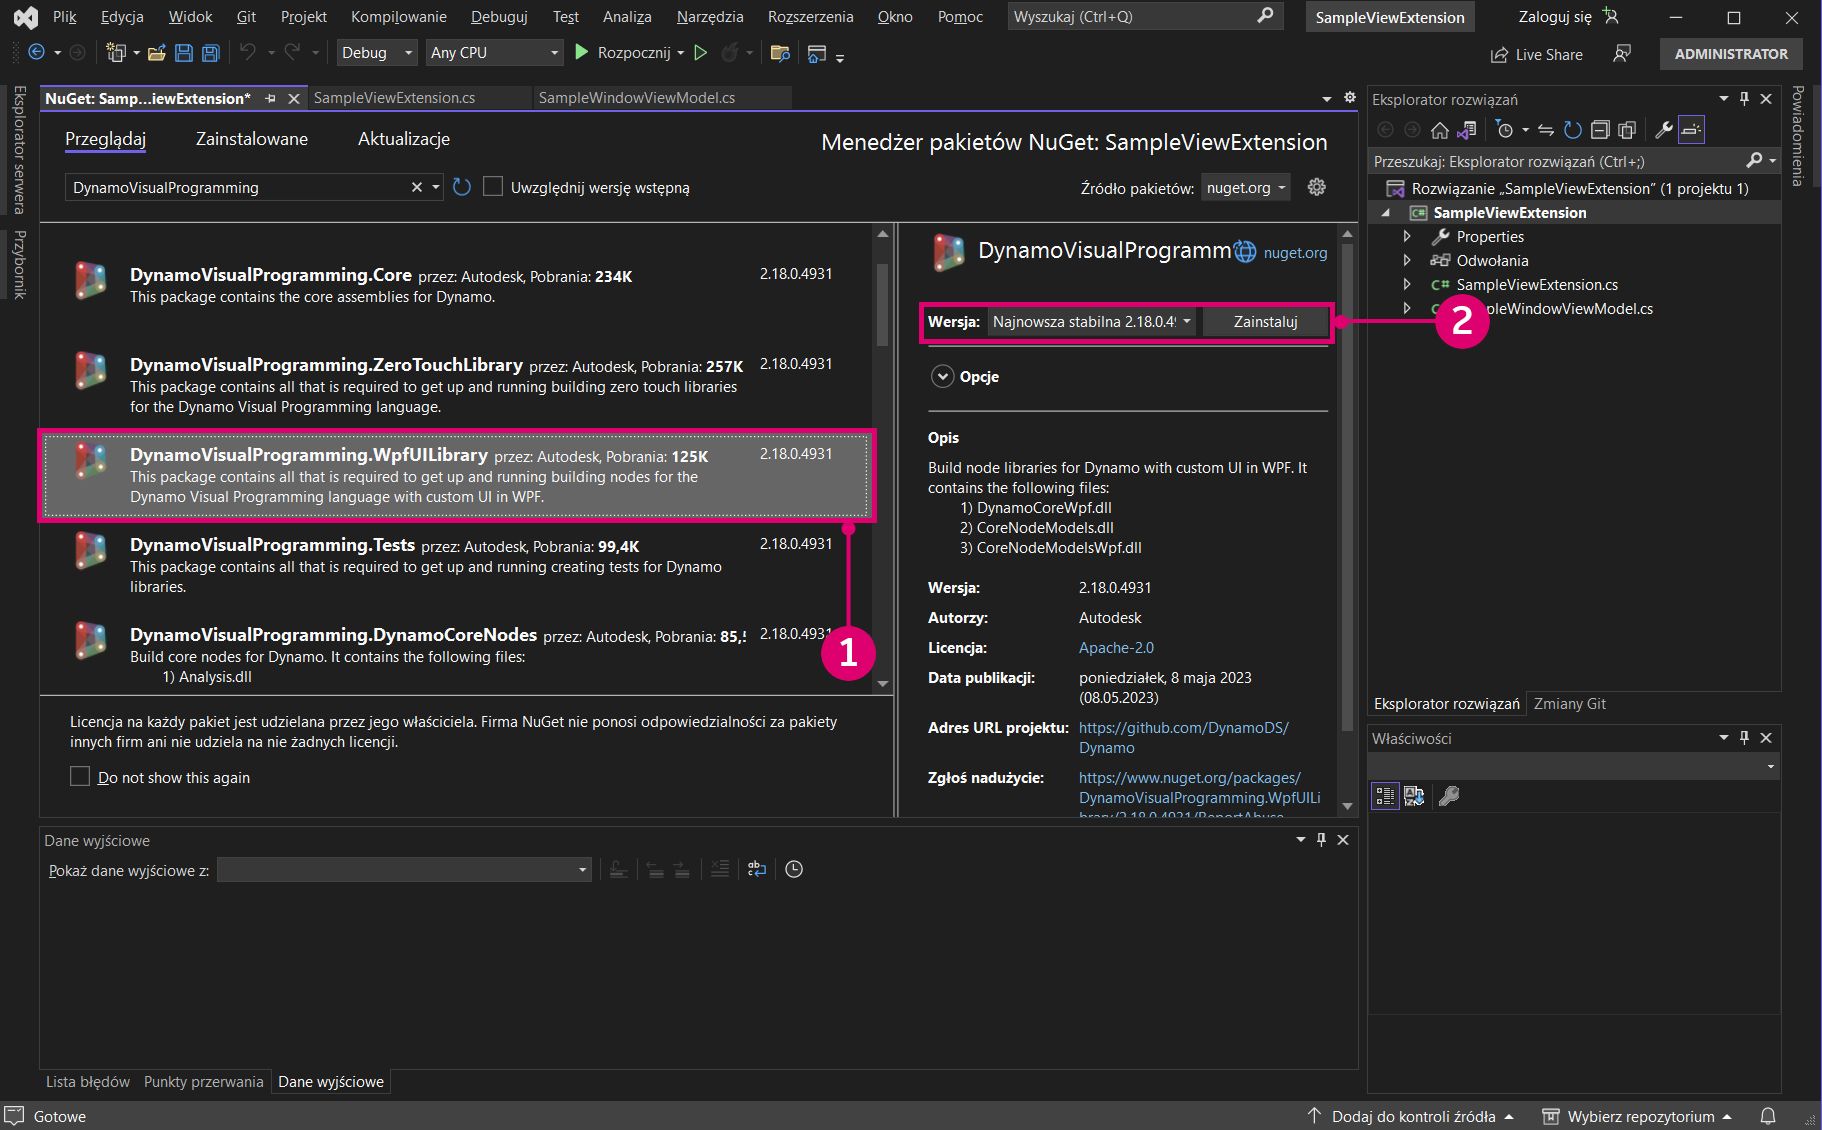 Plik Edycja Widok Git Projekt Kompilowanie Debuguj Test Analiza Narzędzia Rozszerzenia Okno Pomoc Wyszukaj (Ctrl+Q) SampleViewExtension Zaloguj się
Debug Any CPU Rozpocznij Live Share ADMINISTRATOR
Eksplorator serwera
Przybornik
NuGet: Samp...iewExtension* SampleViewExtension.cs SampleWindowViewModel.cs
Przeglądaj Zainstalowane Aktualizacje
Menedżer pakietów NuGet: SampleViewExtension
DynamoVisualProgramming Uwzględnij wersję wstępną
Źródło pakietów: nuget.org
DynamoVisualProgramming.Core przez: Autodesk, Pobrania: 234K 2.18.0.4931
This package contains the core assemblies for Dynamo.
DynamoVisualProgramming.ZeroTouchLibrary przez: Autodesk, Pobrania: 257K 2.18.0.4931
This package contains all that is required to get up and running building zero touch libraries
for the Dynamo Visual Programming language.
DynamoVisualProgramming.WpfUILibrary przez: Autodesk, Pobrania: 125K 2.18.0.4931
This package contains all that is required to get up and running building nodes for the
Dynamo Visual Programming language with custom UI in WPF.
DynamoVisualProgramming.Tests przez: Autodesk, Pobrania: 99,4K 2.18.0.4931
This package contains all that is required to get up and running creating tests for Dynamo
libraries.
DynamoVisualProgramming.DynamoCoreNodes przez: Autodesk, Pobrania: 85, 2.18.0.4931
Build core nodes for Dynamo. It contains the following files:
1) Analysis.dll
1
Licencja na każdy pakiet jest udzielana przez jego właściciela. Firma NuGet nie ponosi odpowiedzialności za pakiety
innych firm ani nie udziela na nie żadnych licencji.
Do not show this again
DynamoVisualProgramm nuget.org
Wersja: Najnowsza stabilna 2.18.0.4 Zainstaluj
2
Opcje
Opis
Build node libraries for Dynamo with custom UI in WPF. It
contains the following files:
1) DynamoCoreWpf.dll
2) CoreNodeModels.dll
3) CoreNodeModelsWpf.dll
Wersja: 2.18.0.4931
Autorzy: Autodesk
Licencja: Apache-2.0
Data publikacji: poniedziałek, 8 maja 2023
(08.05.2023)
Adres URL projektu: https://github.com/DynamoDS/
Dynamo
Zgłoś nadużycie: https://www.nuget.org/packages/
DynamoVisualProgramming.WpfUILi
brary/2.18.0.4931/ReportAbuse
Eksplorator rozwiązań
Przeszukaj: Eksplorator rozwiązań (Ctrl+;)
Rozwiązanie „SampleViewExtension” (1 projektu 1)
C# SampleViewExtension
Properties
Odwołania
C# SampleViewExtension.cs
pleWindowViewModel.cs
Eksplorator rozwiązań Zmiany Git
Właściwości
Powiadomienia
Dane wyjściowe
Pokaż dane wyjściowe z:
Lista błędów Punkty przerwania Dane wyjściowe
Gotowe Dodaj do kontroli źródła Wybierz repozytorium